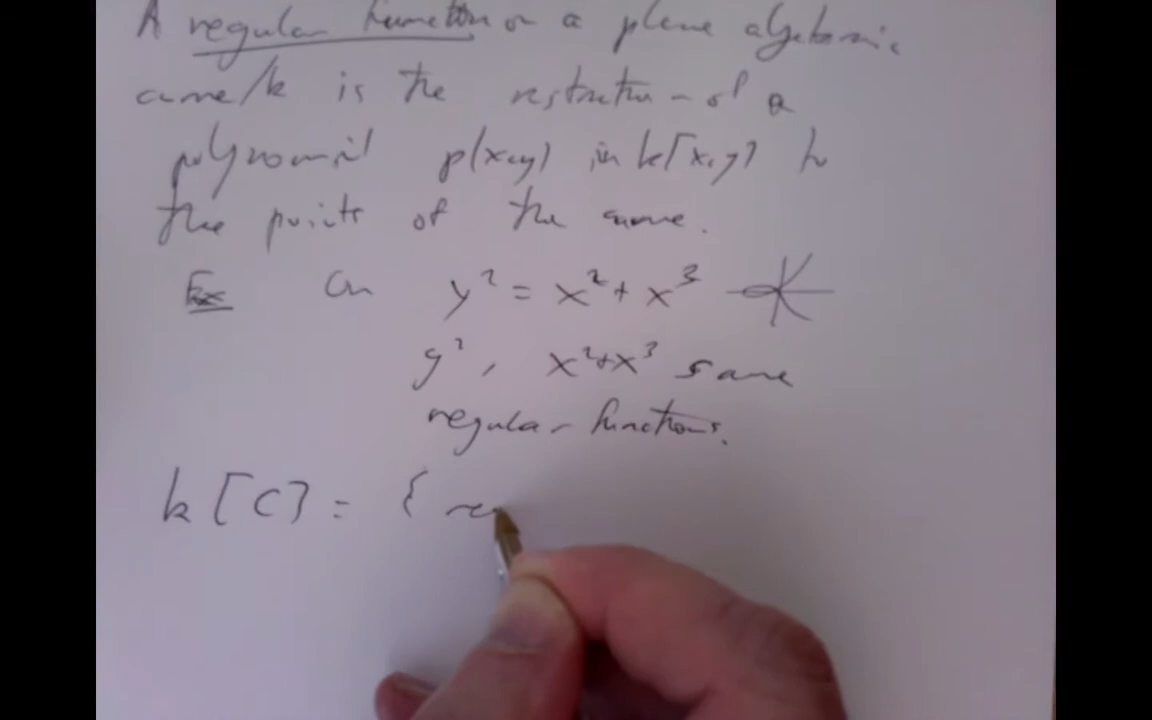 A regular function on a plane algebraic
curve/k is the restriction of a
polynomial p(x,y) in k[x,y] to
the points of the curve.
Ex On y² = x² + x³
y², x²+x³ same
regular functions.
k[C] = { re